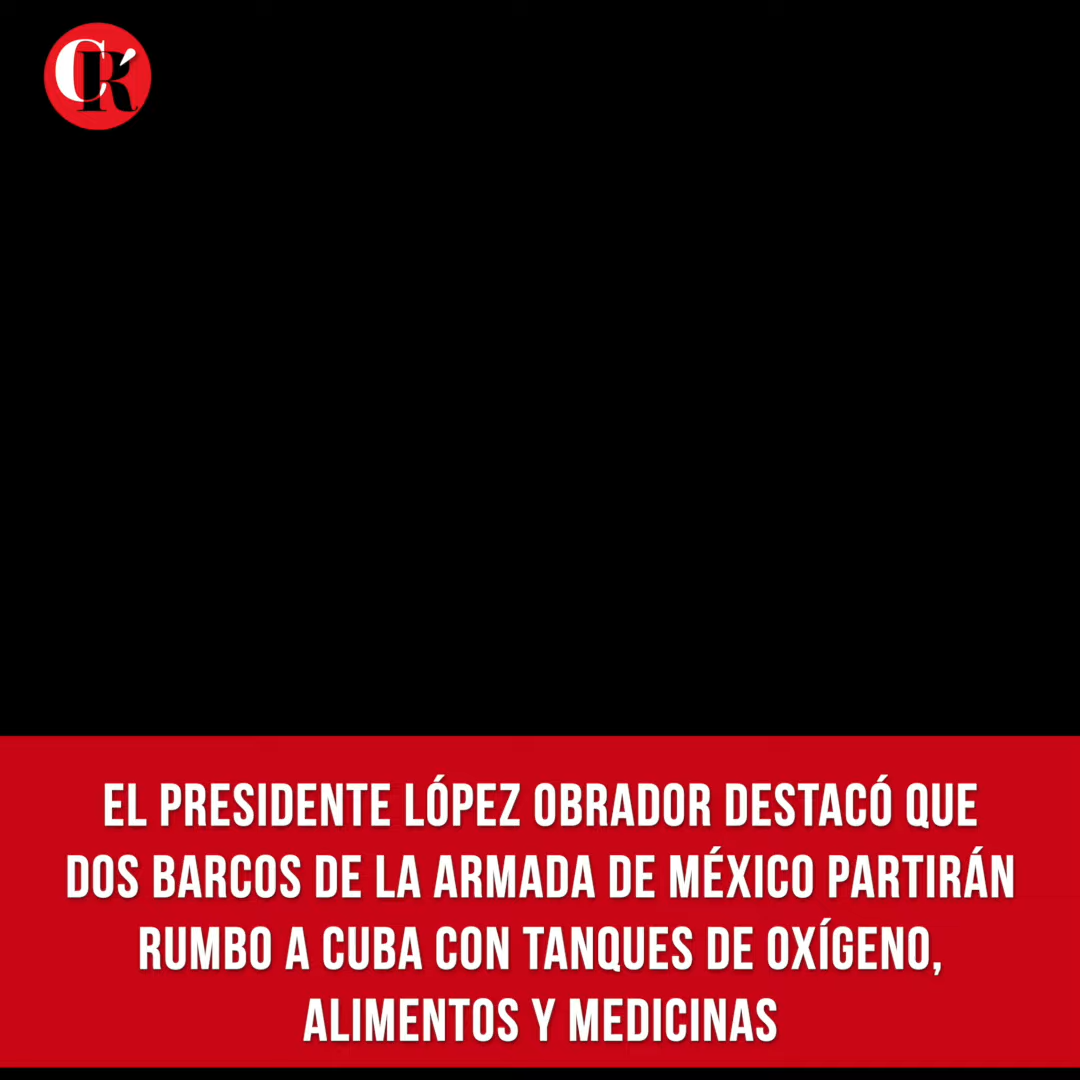 CR
EL PRESIDENTE LÓPEZ OBRADOR DESTACÓ QUE
DOS BARCOS DE LA ARMADA DE MÉXICO PARTIRÁN
RUMBO A CUBA CON TANQUES DE OXÍGENO,
ALIMENTOS Y MEDICINAS